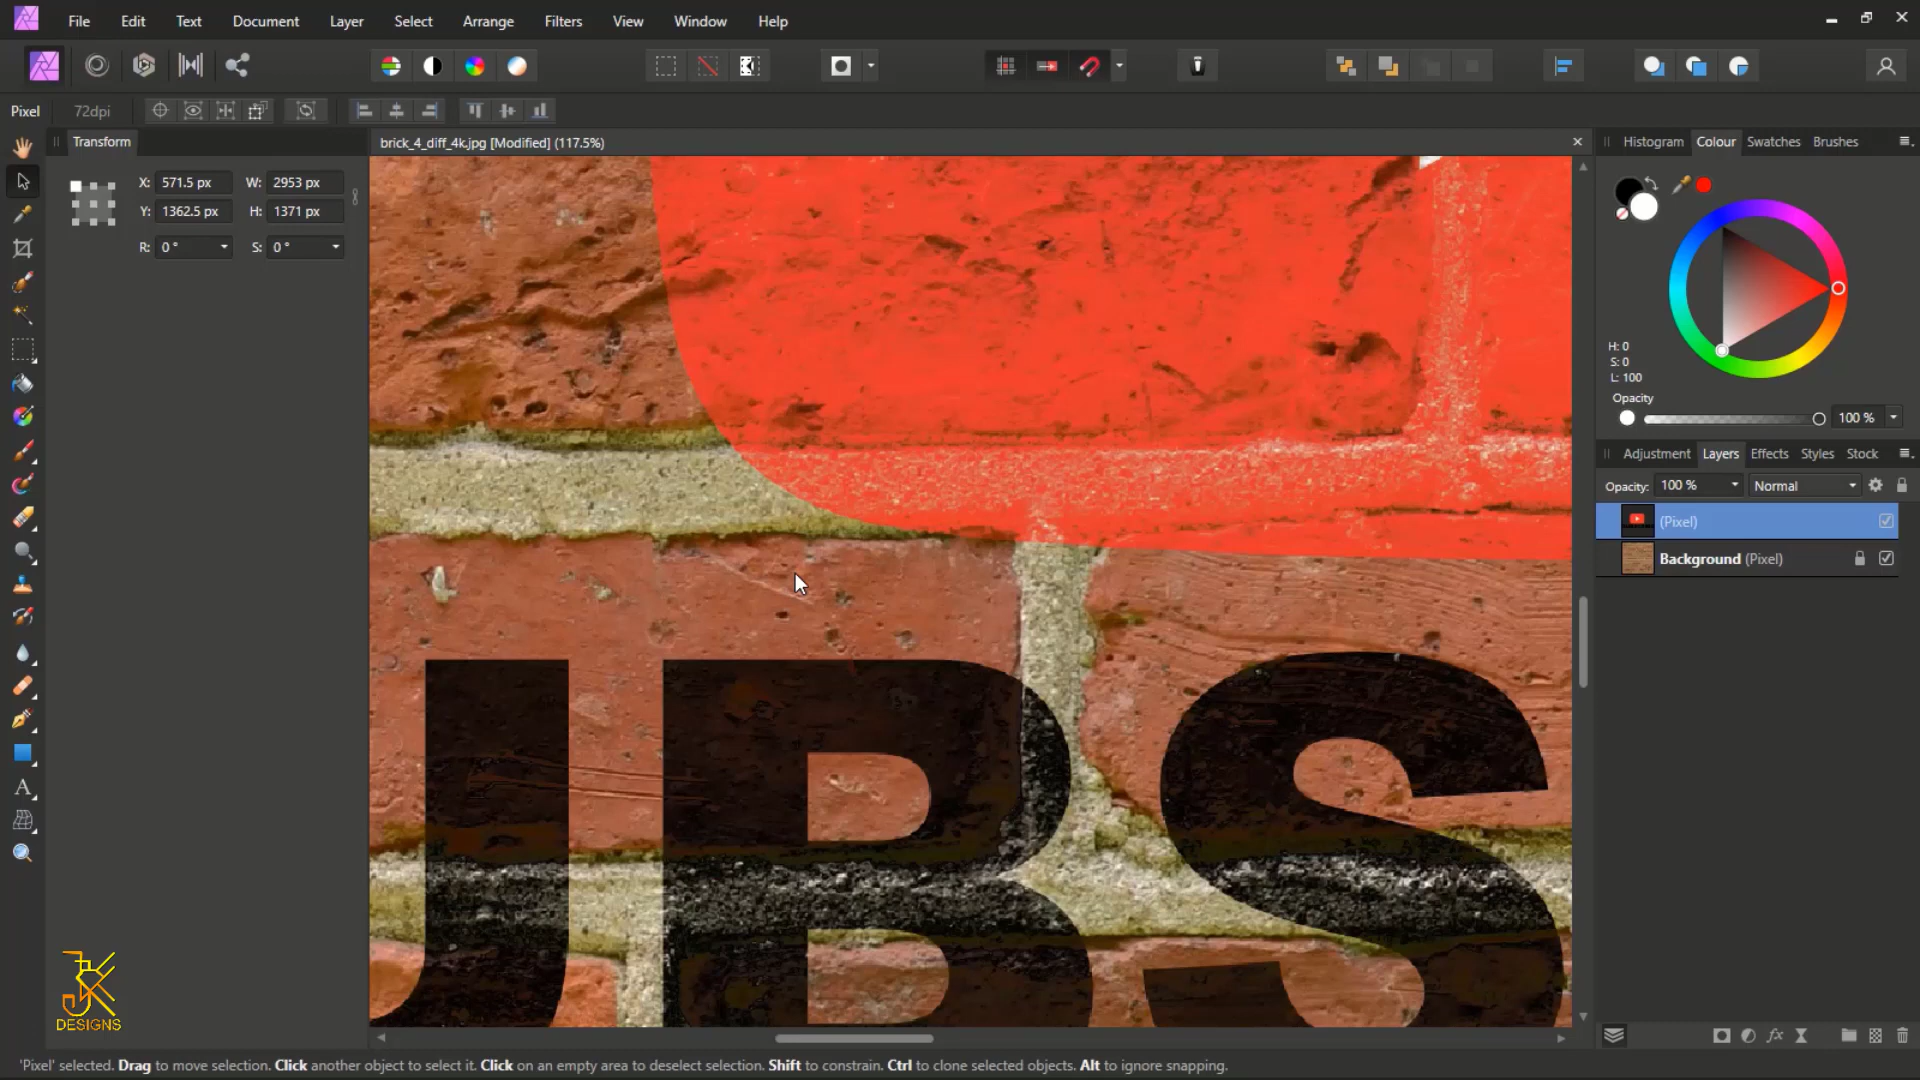 File Edit Text Document Layer Select Arrange Filters View Window Help
Pixel 72dpi
Transform
brick_4_diff_4k.jpg [Modified] (117.5%)
Histogram Colour Swatches Brushes
X: 571.5 px W: 2953 px
Y: 1362.5 px H: 1371 px
R: 0 ° S: 0 °
H: 0
S: 0
L: 100
Opacity
100 %
Adjustment Layers Effects Styles Stock
Opacity: 100 % Normal
(Pixel)
Background (Pixel)
UBS
JK
DESIGNS
'Pixel' selected. Drag to move selection. Click another object to select it. Click on an empty area to deselect selection. Shift to constrain. Ctrl to clone selected objects. Alt to ignore snapping.